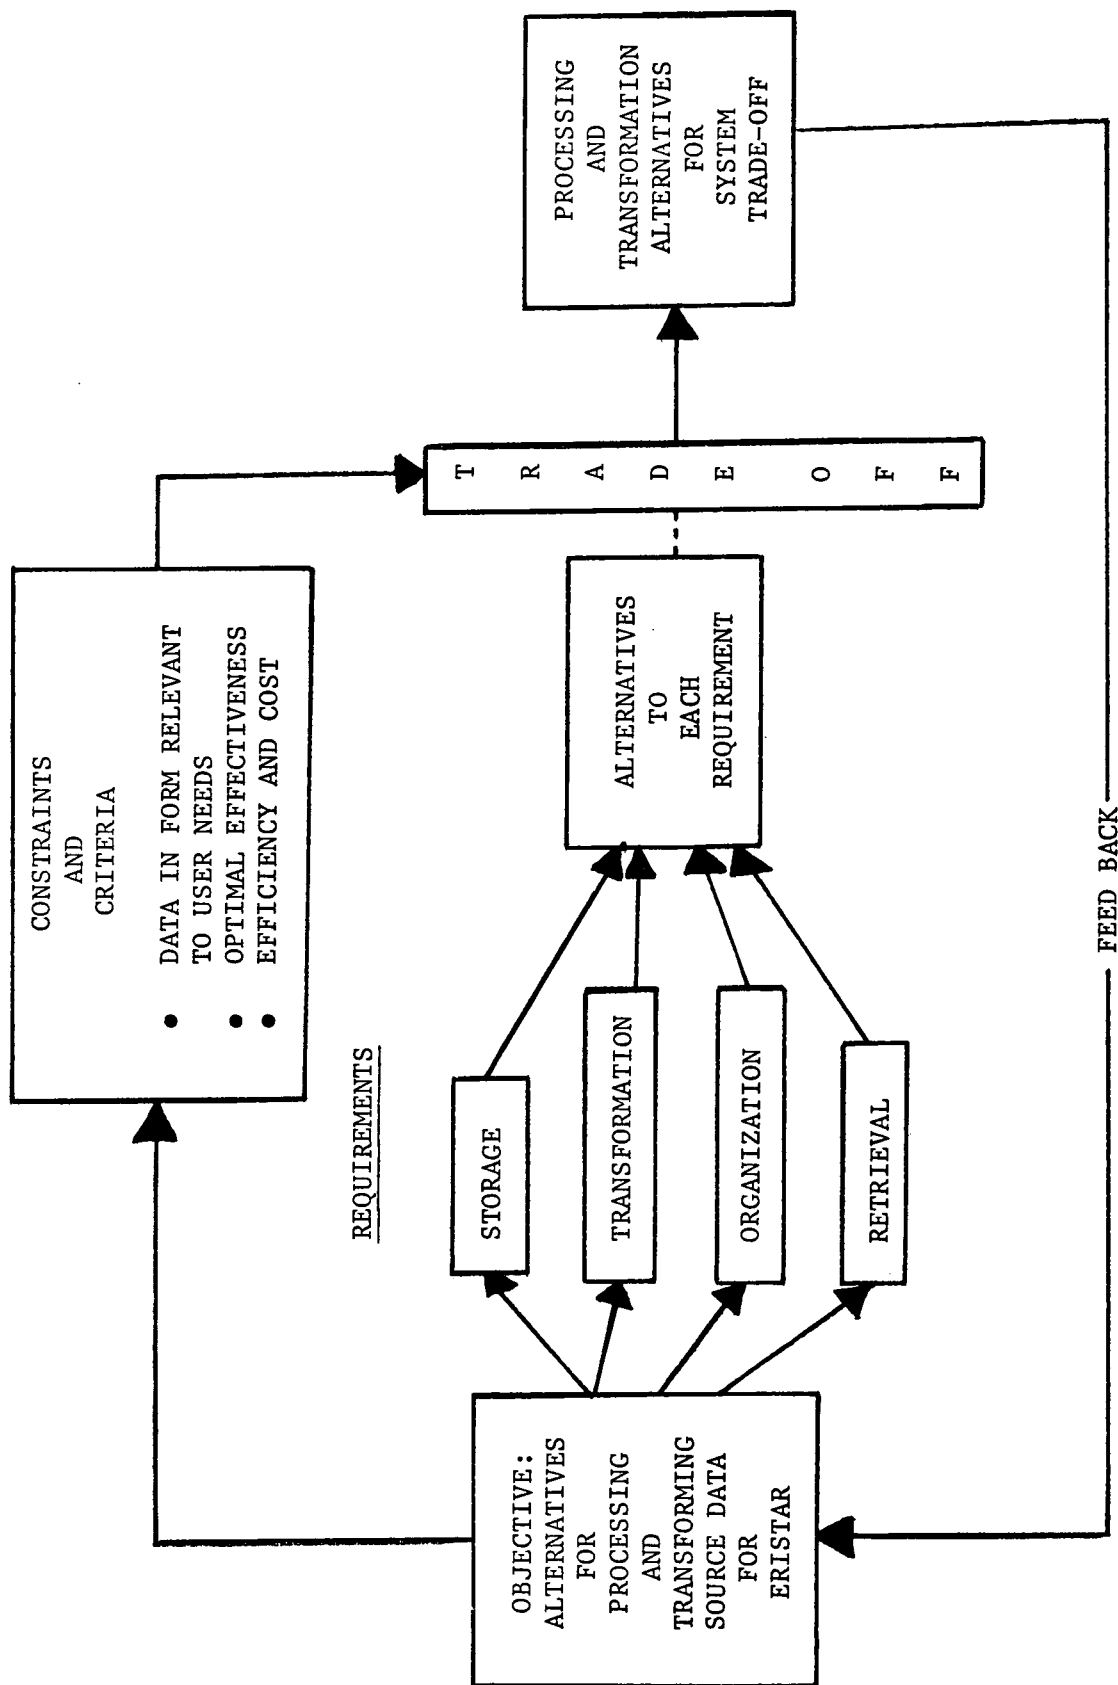 CONSTRAINTS
AND
CRITERIA
• DATA IN FORM RELEVANT
TO USER NEEDS
• OPTIMAL EFFECTIVENESS
• EFFICIENCY AND COST
REQUIREMENTS
OBJECTIVE:
ALTERNATIVES
FOR
PROCESSING
AND
TRANSFORMING
SOURCE DATA
FOR
ERISTAR
STORAGE
TRANSFORMATION
ORGANIZATION
RETRIEVAL
ALTERNATIVES
TO
EACH
REQUIREMENT
TRADE OFF
PROCESSING
AND
TRANSFORMATION
ALTERNATIVES
FOR
SYSTEM
TRADE-OFF
FEED BACK